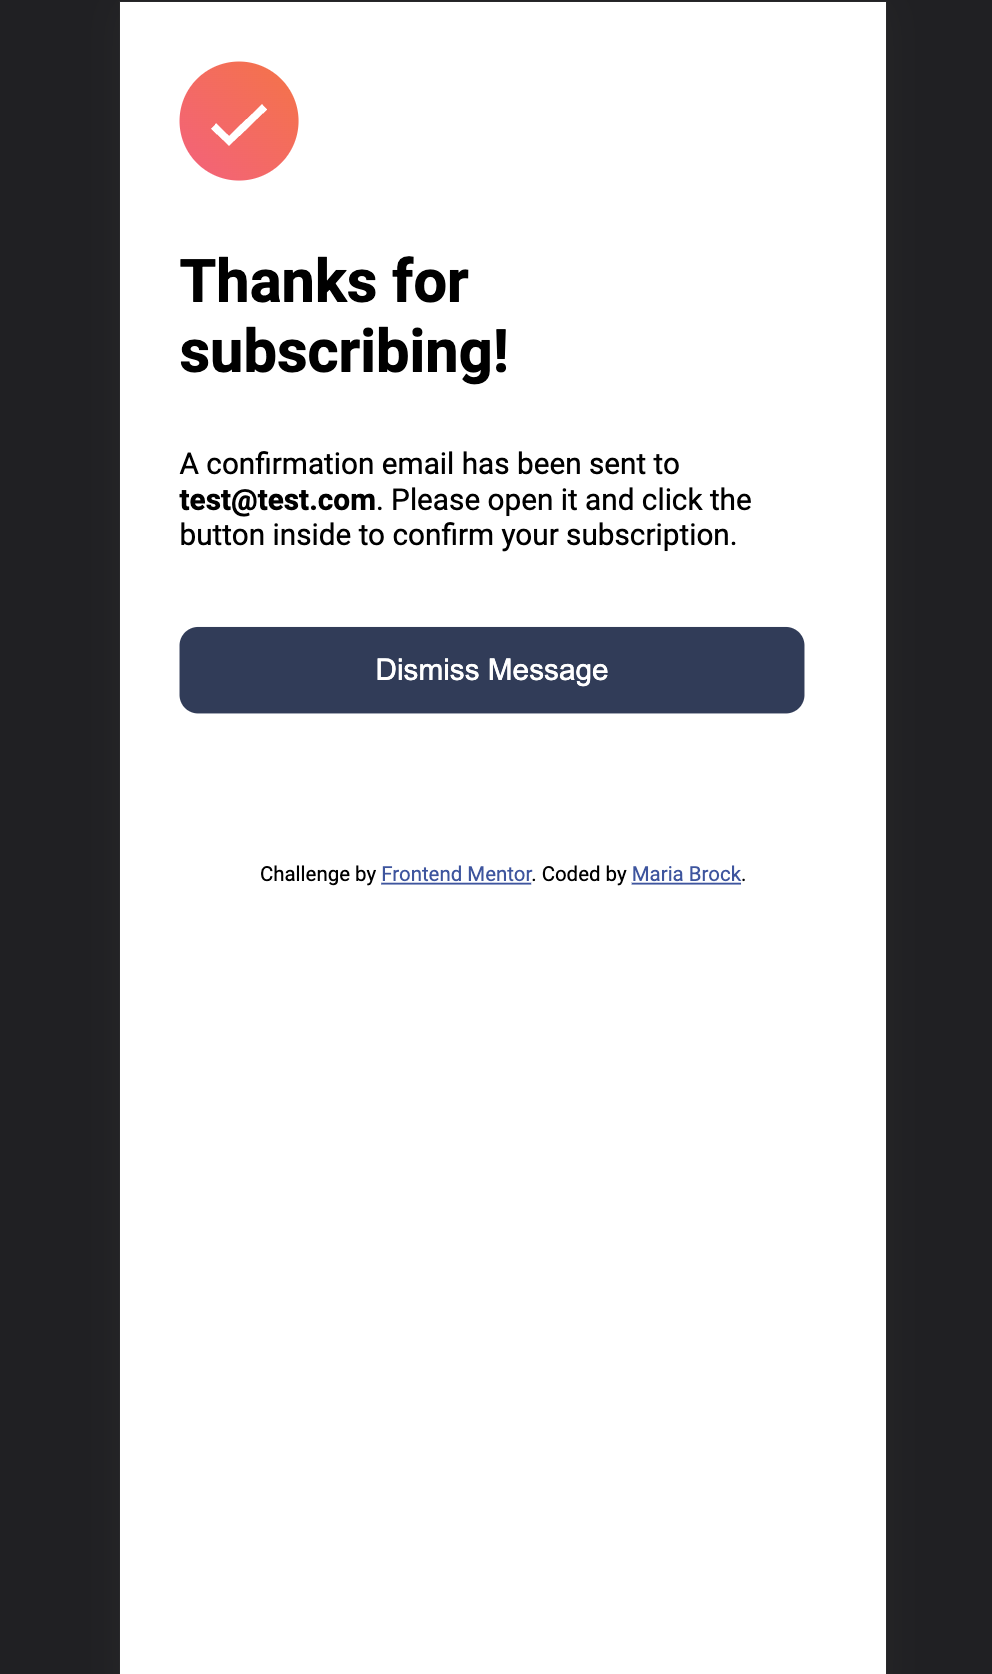 Thanks for
subscribing!
A confirmation email has been sent to
test@test.com. Please open it and click the
button inside to confirm your subscription.
Dismiss Message
Challenge by Frontend Mentor. Coded by Maria Brock.